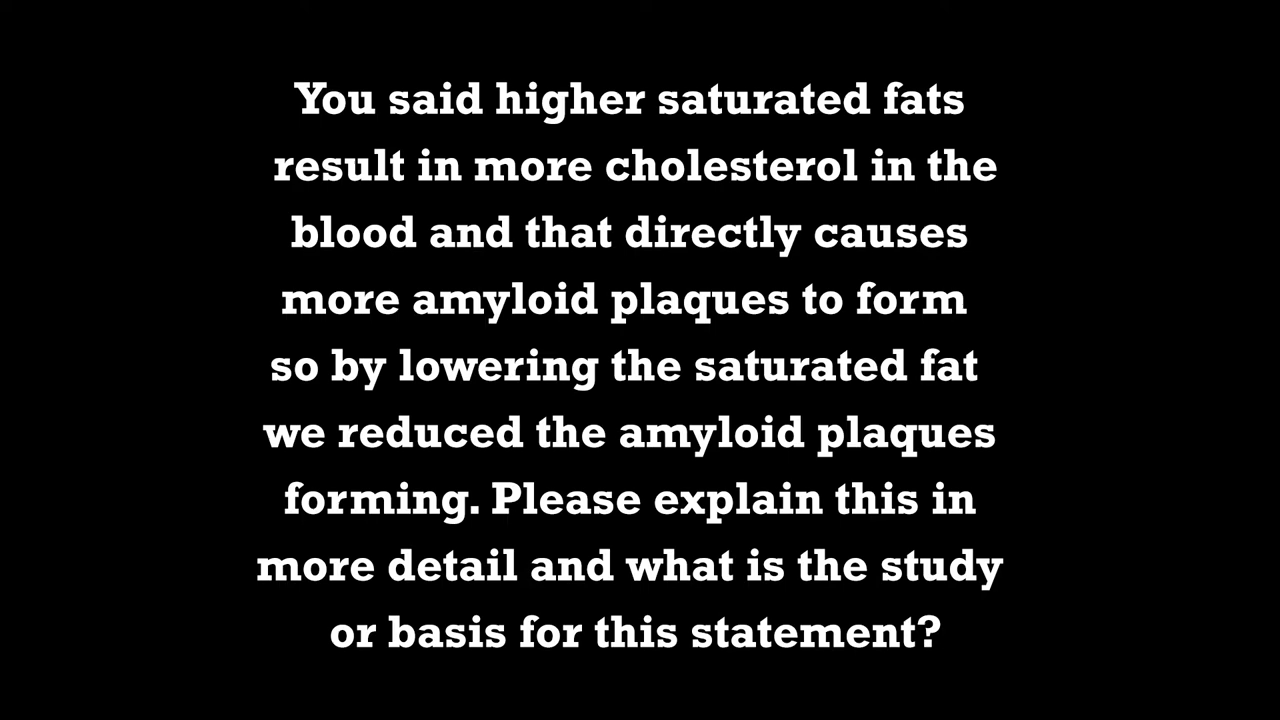 You said higher saturated fats
result in more cholesterol in the
blood and that directly causes
more amyloid plaques to form
so by lowering the saturated fat
we reduced the amyloid plaques
forming. Please explain this in
more detail and what is the study
or basis for this statement?